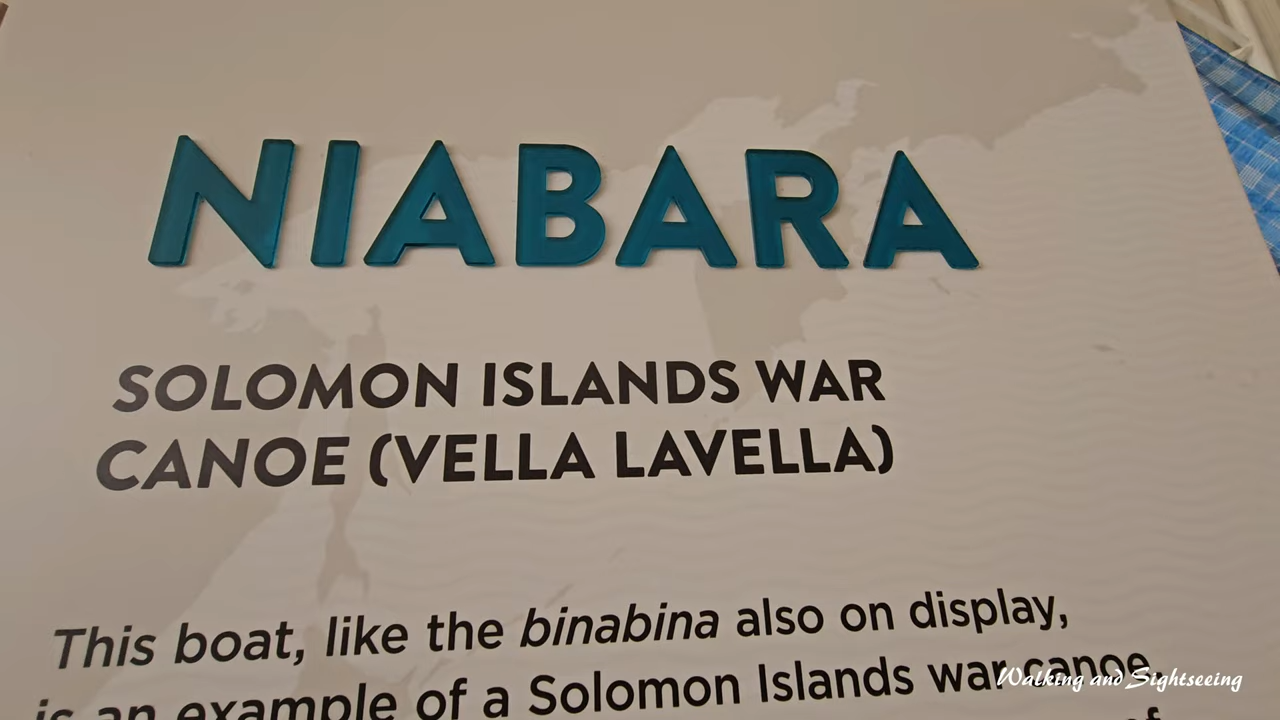 NIABARA
SOLOMON ISLANDS WAR
CANOE (VELLA LAVELLA)
This boat, like the binabina also on display,
is an example of a Solomon Islands war canoe
of
Walking and Sightseeing